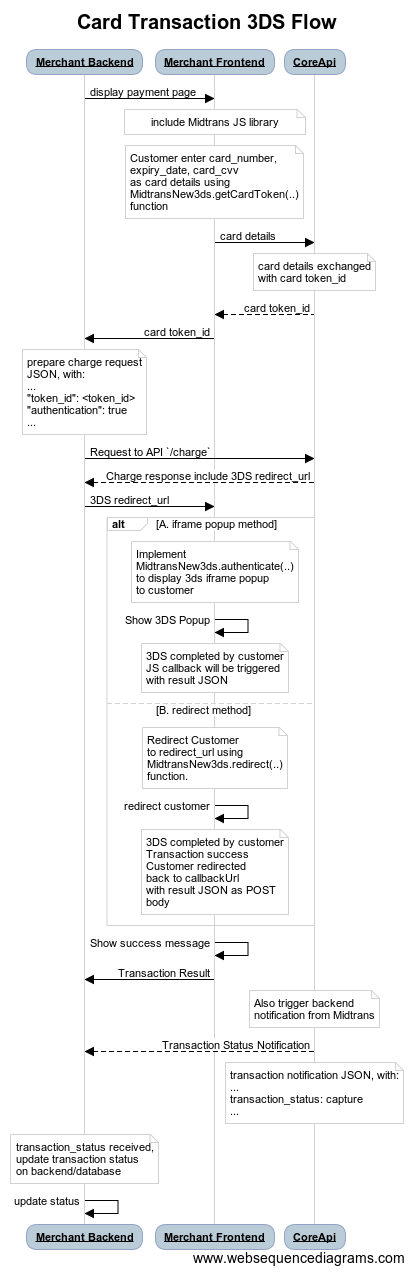 Card Transaction 3DS Flow
Merchant Backend
Merchant Frontend
CoreApi
display payment page
include Midtrans JS library
Customer enter card_number,
expiry_date, card_cvv
as card details using
MidtransNew3ds.getCardToken(..)
function
card details
card details exchanged
with card token_id
card token_id
card token_id
prepare charge request
JSON, with:
...
"token_id": <token_id>
"authentication": true
...
Request to API `/charge`
Charge response include 3DS redirect_url
3DS redirect_url
alt
[A. iframe popup method]
Implement
MidtransNew3ds.authenticate(..)
to display 3ds iframe popup
to customer
Show 3DS Popup
3DS completed by customer
JS callback will be triggered
with result JSON
[B. redirect method]
Redirect Customer
to redirect_url using
MidtransNew3ds.redirect(..)
function.
redirect customer
3DS completed by customer
Transaction success
Customer redirected
back to callbackUrl
with result JSON as POST
body
Show success message
Transaction Result
Also trigger backend
notification from Midtrans
Transaction Status Notification
transaction notification JSON, with:
...
transaction_status: capture
...
transaction_status received,
update transaction status
on backend/database
update status
Merchant Backend
Merchant Frontend
CoreApi
www.websequencediagrams.com